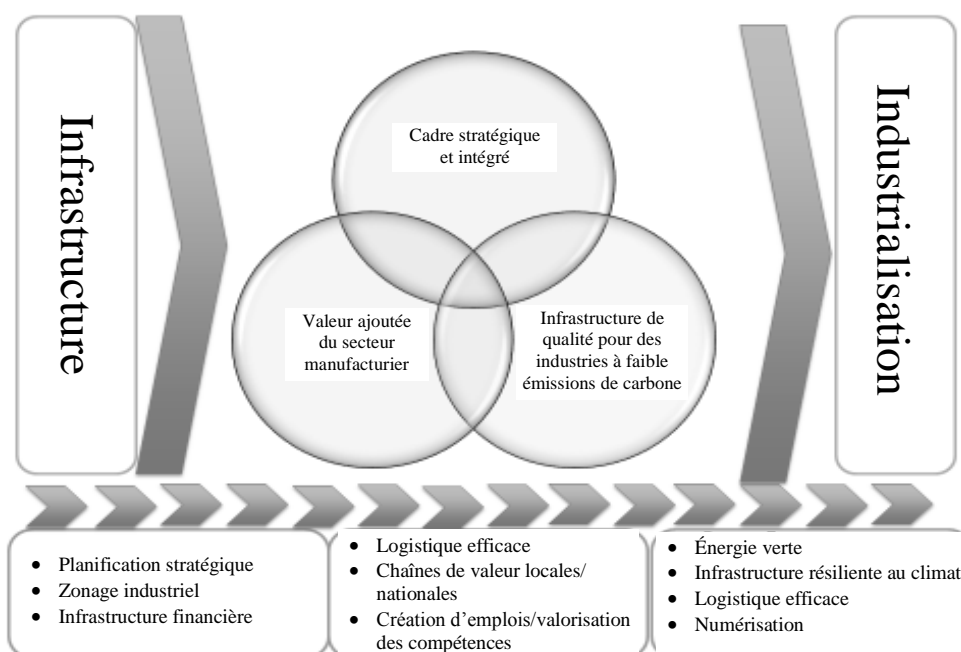 Infrastructure
Cadre stratégique
et intégré
Valeur ajoutée
du secteur
manufacturier
Infrastructure de
qualité pour des
industries à faible
émissions de carbone
Industrialisation
• Planification stratégique
• Zonage industriel
• Infrastructure financière
• Logistique efficace
• Chaînes de valeur locales/
nationales
• Création d’emplois/valorisation
des compétences
• Énergie verte
• Infrastructure résiliente au climat
• Logistique efficace
• Numérisation